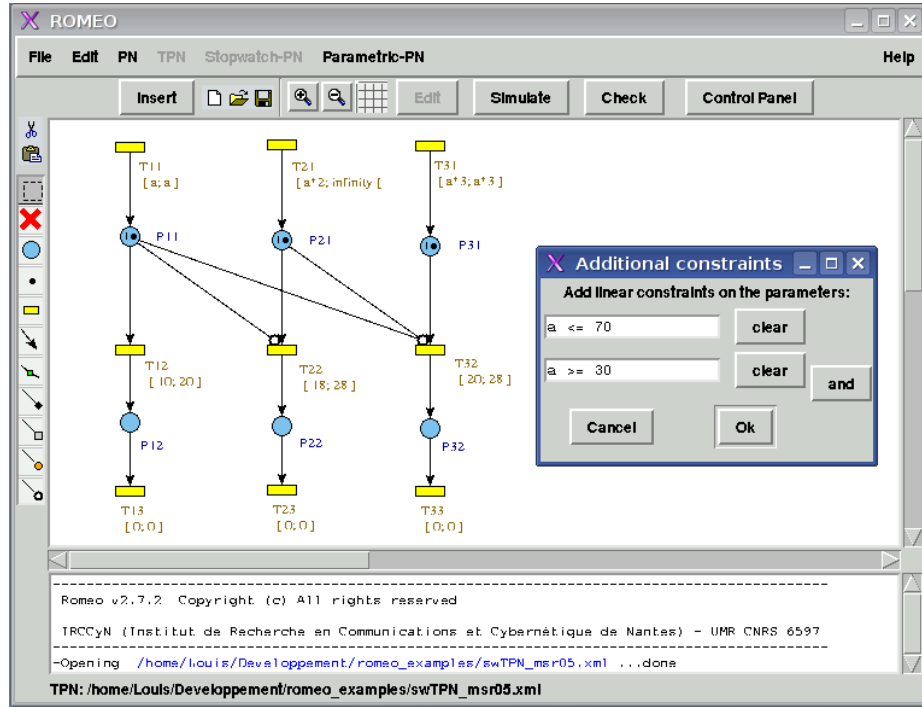 ROMEO
File Edit PN TPN Stopwatch-PN Parametric-PN Help
Insert Edit Simulate Check Control Panel
T11 T21 T31
[a;a] [a*2; infinity [ [a*3;a*3]
P11 P21 P31
Additional constraints
Add linear constraints on the parameters:
a <= 70 clear
a >= 30 clear
and
Cancel Ok
T12 T22 T32
[10;20] [18;28] [20;28]
P12 P22 P32
T13 T23 T33
[0;0] [0;0] [0;0]
Romeo v2.7.2 Copyright (c) All rights reserved
IRCCyN (Institut de Recherche en Communications et Cybernétique de Nantes) - UMR CNRS 6597
-Opening /home/Louis/Developpement/romeo_examples/swTPN_msr05.xml ...done
TPN: /home/Louis/Developpement/romeo_examples/swTPN_msr05.xml